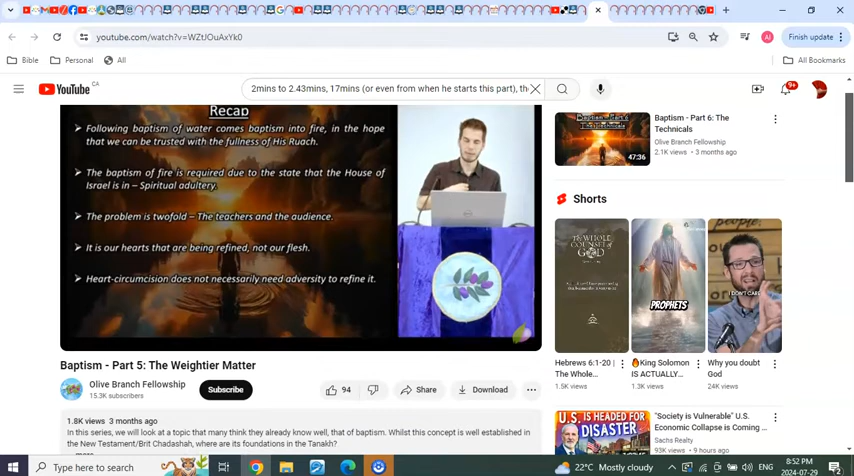 Finish update
youtube.com/watch?v=WZtJOuAxYk0
AI
Bible
Personal
All
All Bookmarks
YouTube CA
2mins to 2.43mins, 17mins (or even from when he starts this part), th
9+
Recap
Following baptism of water comes baptism into fire, in the hope
that we can be trusted with the fullness of His Ruach.
The baptism of fire is required due to the state that the House of
Israel is in – Spiritual adultery.
The problem is twofold – The teachers and the audience.
It is our hearts that are being refined, not our flesh.
Heart-circumcision does not necessarily need adversity to refine it.
Baptism - Part 5: The Weightier Matter
Olive Branch Fellowship
15.3K subscribers
Subscribe
94
Share
Download
1.8K views 3 months ago
In this series, we will look at a topic that many think they already know well, that of baptism. Whilst this concept is well established in
the New Testament/Brit Chadashah, where are its foundations in the Tanakh?
47:36
Baptism - Part 6: The
Technicals
Olive Branch Fellowship
2.1K views • 3 months ago
Shorts
THE WHOLE
COUNSEL
OF GOD
PROPHETS
I DON'T CARE
Hebrews 6:1-20 |
The Whole...
1.5K views
🔥King Solomon
IS ACTUALLY...
1.3K views
Why you doubt
God
24K views
U.S. IS HEADED FOR
DISASTER
"Society is Vulnerable" U.S.
Economic Collapse is Coming ...
Sachs Realty
93K views • 9 hours ago
Type here to search
22°C Mostly cloudy
8:52 PM
2024-07-29